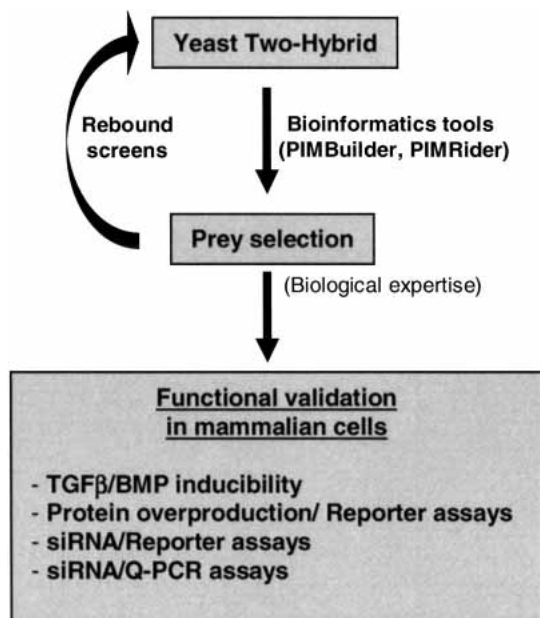 Yeast Two-Hybrid
Rebound
screens
Bioinformatics tools
(PIMBuilder, PIMRider)
Prey selection
(Biological expertise)
Functional validation
in mammalian cells
- TGFβ/BMP inducibility
- Protein overproduction/ Reporter assays
- siRNA/Reporter assays
- siRNA/Q-PCR assays